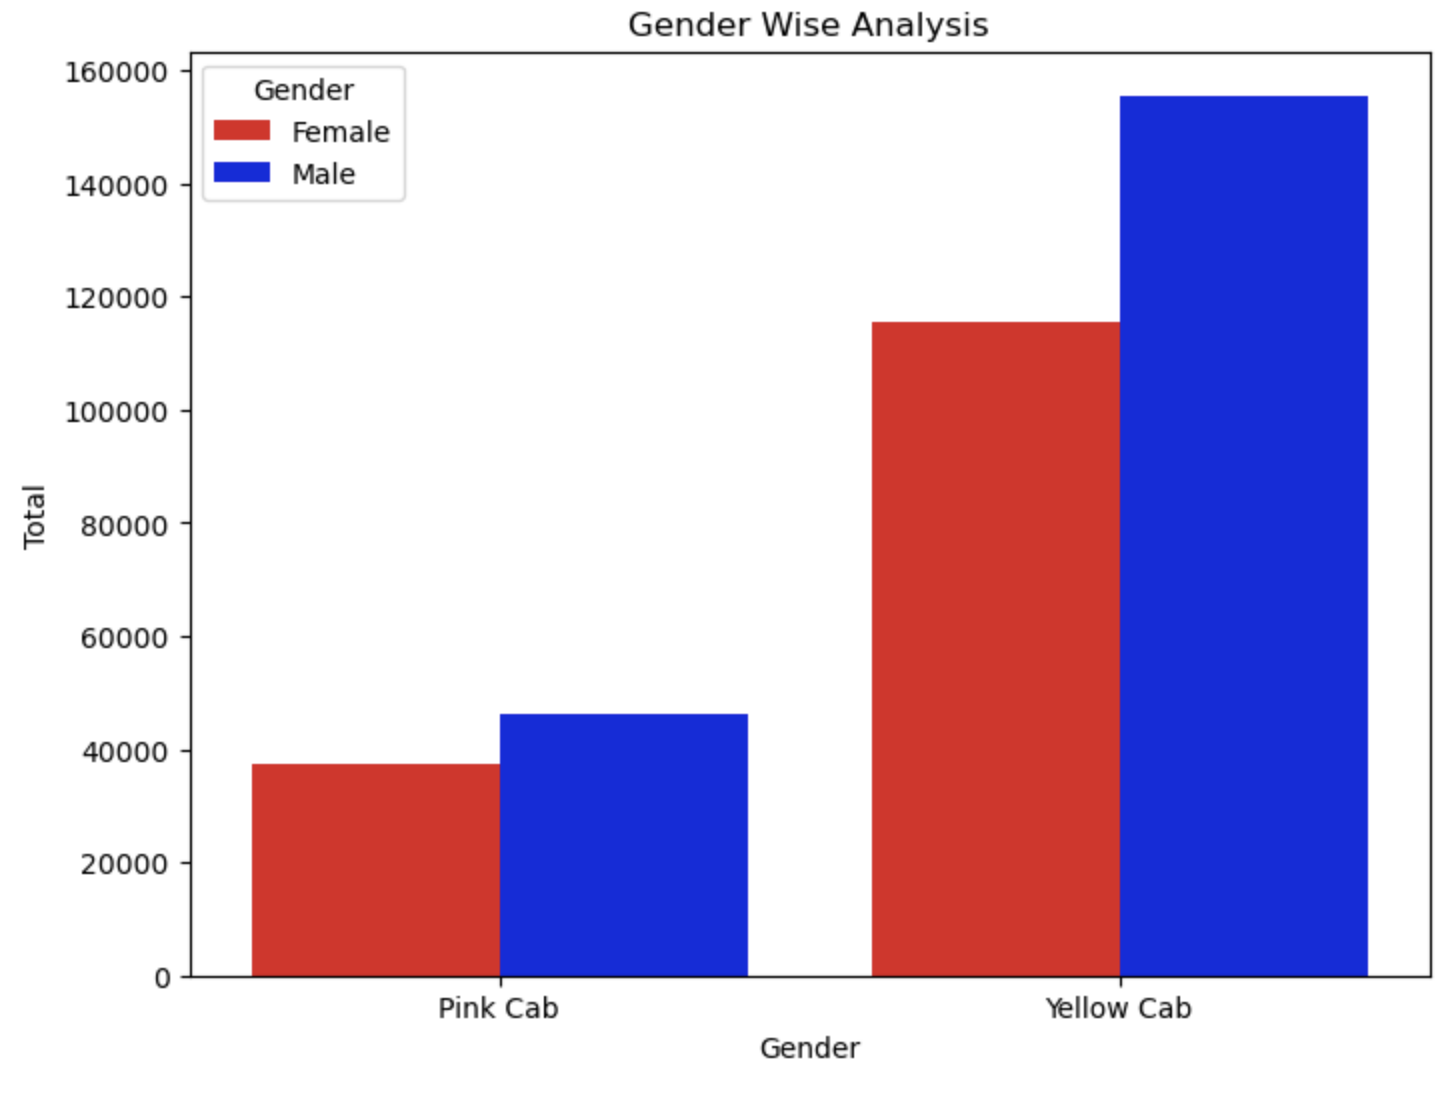 Gender Wise Analysis
160000
140000
120000
100000
80000
60000
40000
20000
0
Total
Gender
Female
Male
Pink Cab
Yellow Cab
Gender